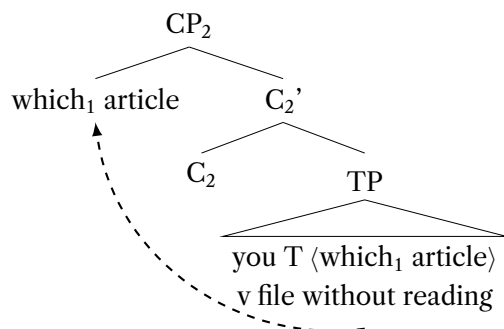 CP₂
which₁ article C₂’
C₂ TP
you T ⟨which₁ article⟩
v file without reading